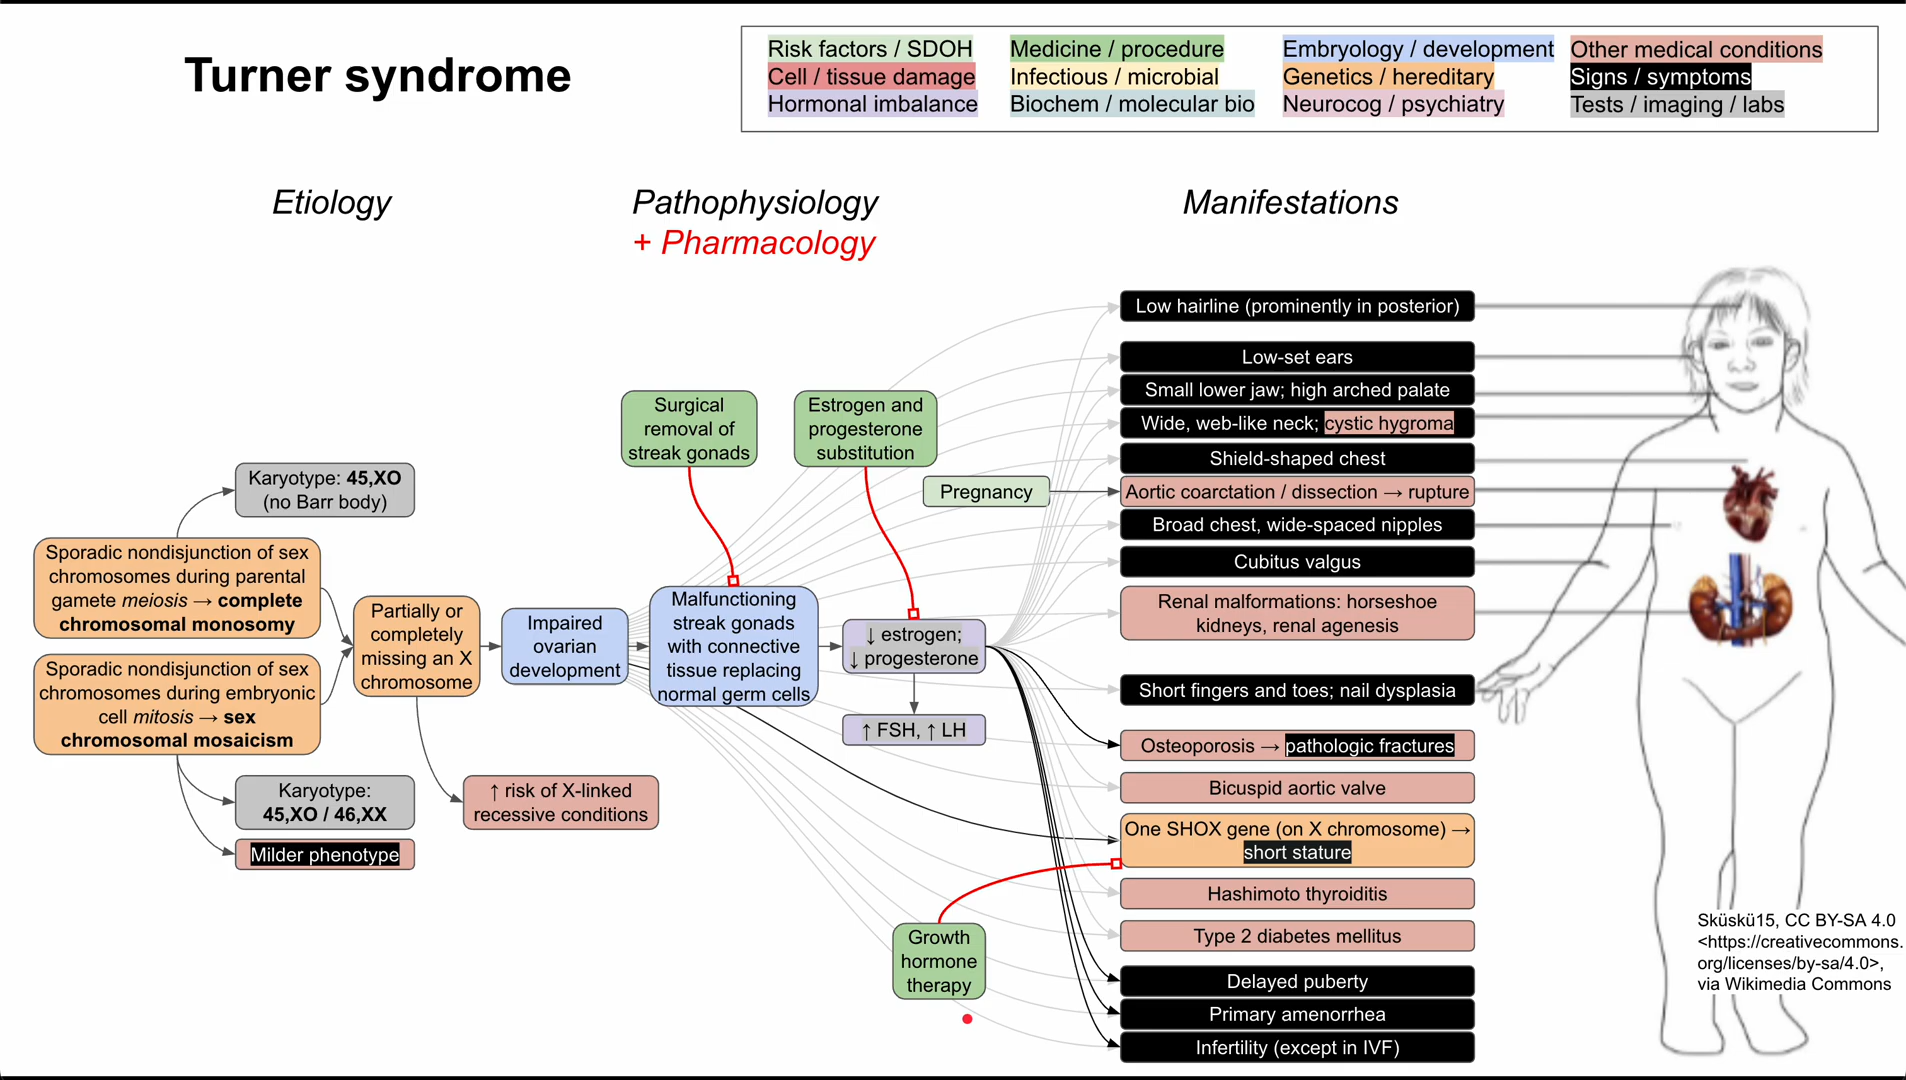 Turner syndrome
Risk factors / SDOH
Cell / tissue damage
Hormonal imbalance
Medicine / procedure
Infectious / microbial
Biochem / molecular bio
Embryology / development
Genetics / hereditary
Neurocog / psychiatry
Other medical conditions
Signs / symptoms
Tests / imaging / labs
Etiology
Pathophysiology
+ Pharmacology
Manifestations
Karyotype: 45,XO
(no Barr body)
Sporadic nondisjunction of sex
chromosomes during parental
gamete meiosis → complete
chromosomal monosomy
Sporadic nondisjunction of sex
chromosomes during embryonic
cell mitosis → sex
chromosomal mosaicism
Karyotype:
45,XO / 46,XX
Milder phenotype
Partially or
completely
missing an X
chromosome
↑ risk of X-linked
recessive conditions
Impaired
ovarian
development
Surgical
removal of
streak gonads
Malfunctioning
streak gonads
with connective
tissue replacing
normal germ cells
Estrogen and
progesterone
substitution
↓ estrogen;
↓ progesterone
↑ FSH, ↑ LH
Pregnancy
Growth
hormone
therapy
Low hairline (prominently in posterior)
Low-set ears
Small lower jaw; high arched palate
Wide, web-like neck; cystic hygroma
Shield-shaped chest
Aortic coarctation / dissection → rupture
Broad chest, wide-spaced nipples
Cubitus valgus
Renal malformations: horseshoe
kidneys, renal agenesis
Short fingers and toes; nail dysplasia
Osteoporosis → pathologic fractures
Bicuspid aortic valve
One SHOX gene (on X chromosome) →
short stature
Hashimoto thyroiditis
Type 2 diabetes mellitus
Delayed puberty
Primary amenorrhea
Infertility (except in IVF)
Sküskü15, CC BY-SA 4.0
<https://creativecommons.
org/licenses/by-sa/4.0>,
via Wikimedia Commons